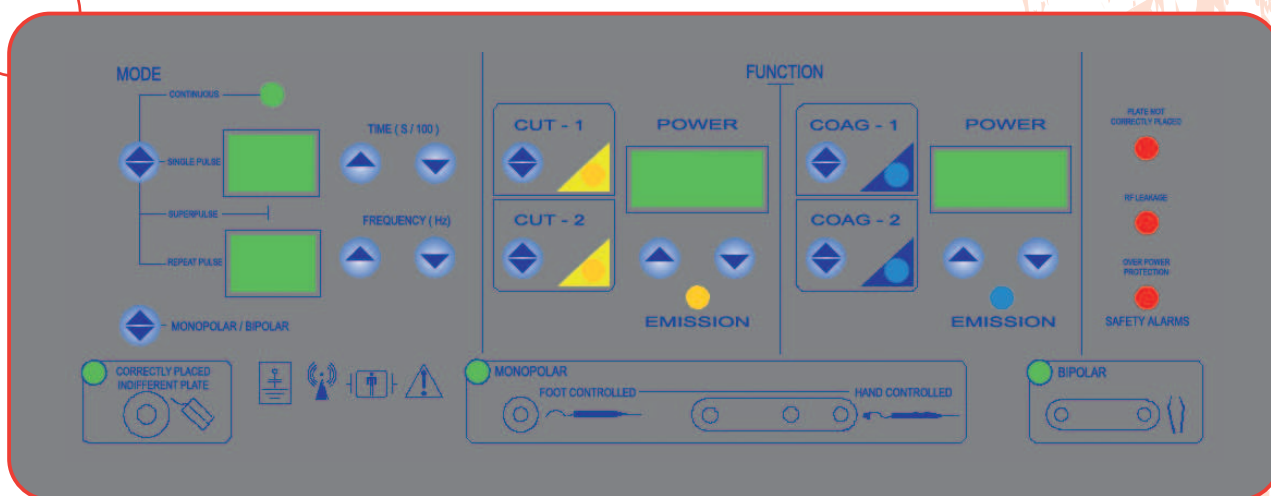 MODE
CONTINUOUS
SINGLE PULSE
SUPERPULSE
REPEAT PULSE
MONOPOLAR / BIPOLAR
TIME ( S / 100 )
FREQUENCY ( Hz)
FUNCTION
CUT - 1
CUT - 2
POWER
EMISSION
COAG - 1
COAG - 2
POWER
EMISSION
PLATE NOT
CORRECTLY PLACED
RF LEAKAGE
OVER POWER
PROTECTION
SAFETY ALARMS
CORRECTLY PLACED
INDIFFERENT PLATE
MONOPOLAR
FOOT CONTROLLED
HAND CONTROLLED
BIPOLAR